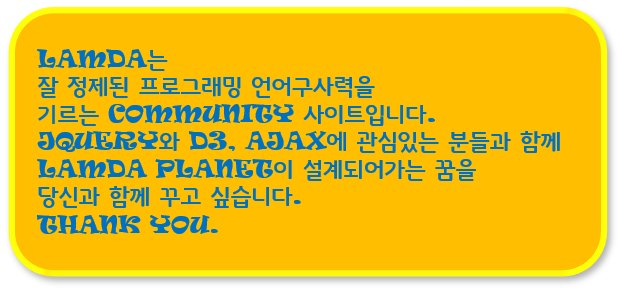 LAMDA는
잘 정제된 프로그래밍 언어구사력을
기르는 COMMUNITY 사이트입니다.
JQUERY와 D3, AJAX에 관심있는 분들과 함께
LAMDA PLANET이 설계되어가는 꿈을
당신과 함께 꾸고 싶습니다.
THANK YOU.